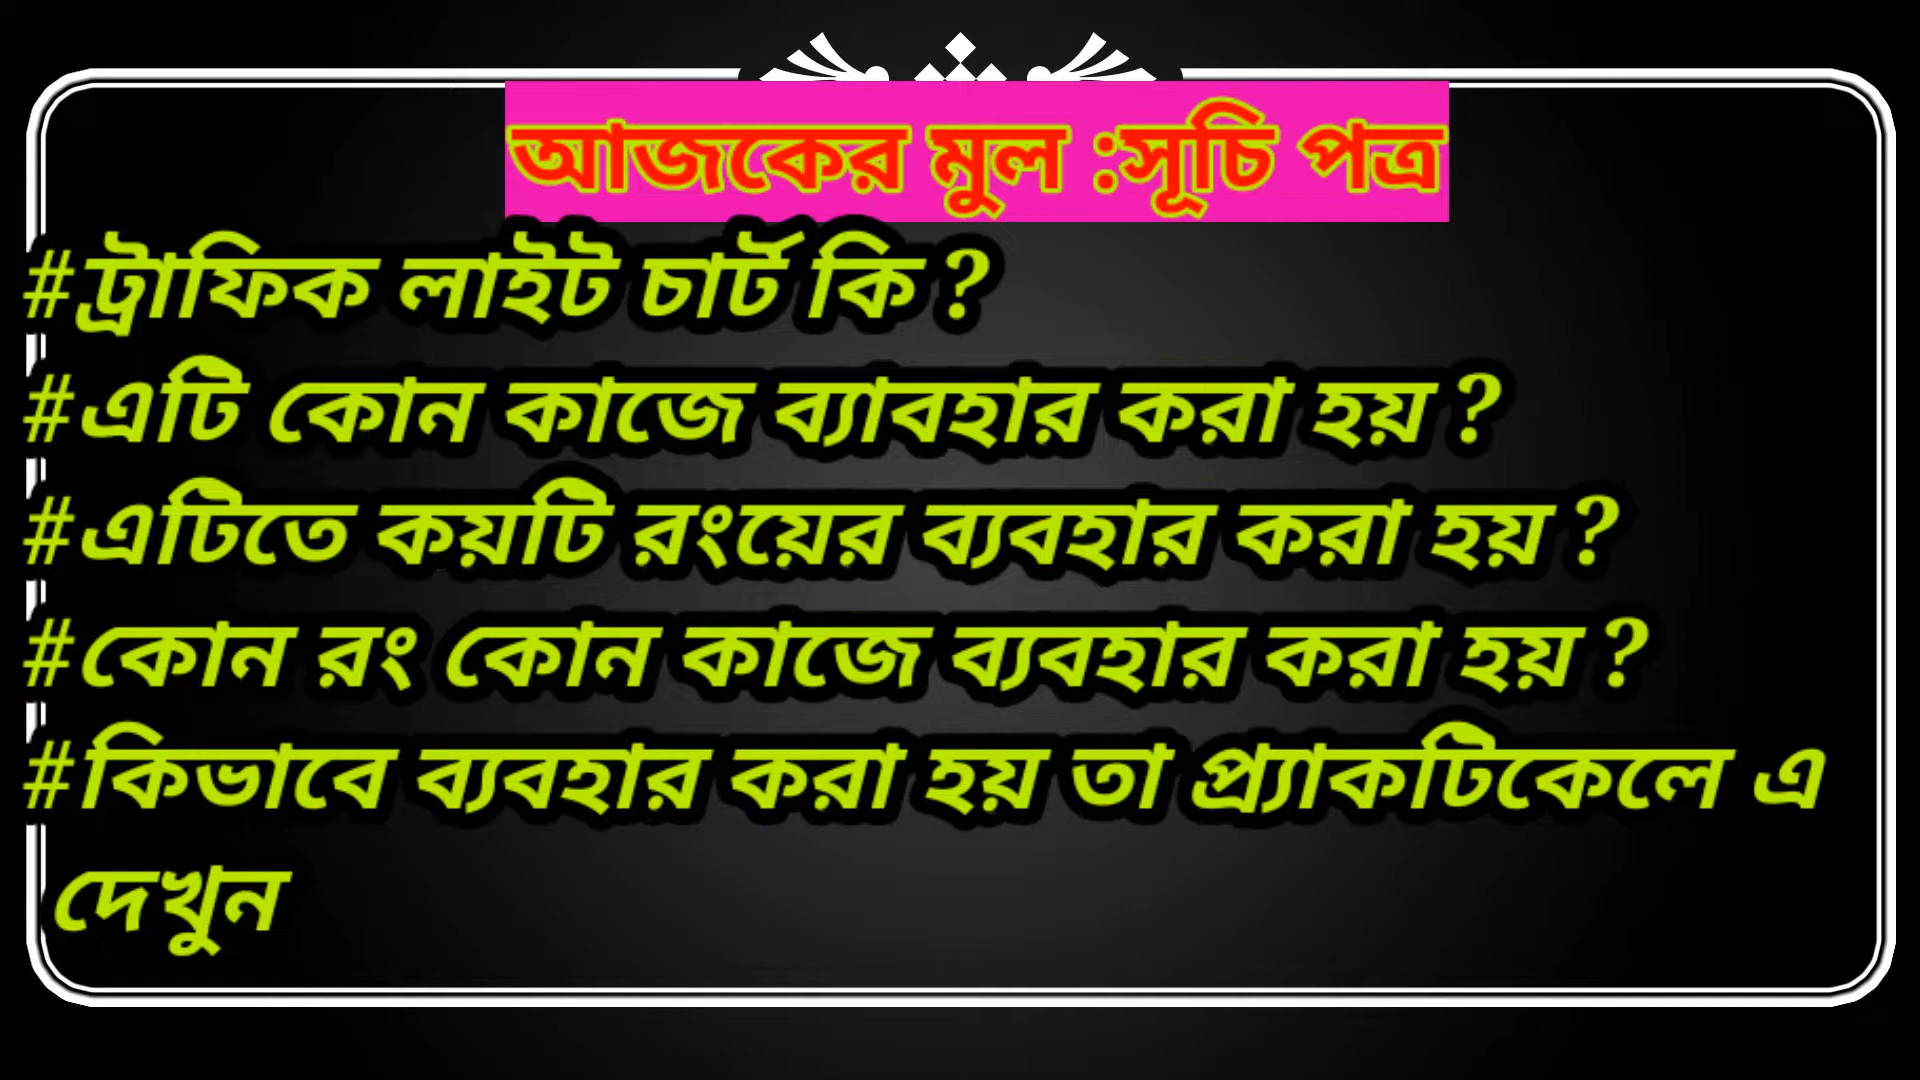 আজকের মুল :সূচি পত্র
#ট্রাফিক লাইট চার্ট কি ?
#এটি কোন কাজে ব্যাবহার করা হয় ?
#এটিতে কয়টি রংয়ের ব্যবহার করা হয় ?
#কোন রং কোন কাজে ব্যবহার করা হয় ?
#কিভাবে ব্যবহার করা হয় তা প্র্যাকটিকেলে এ
দেখুন